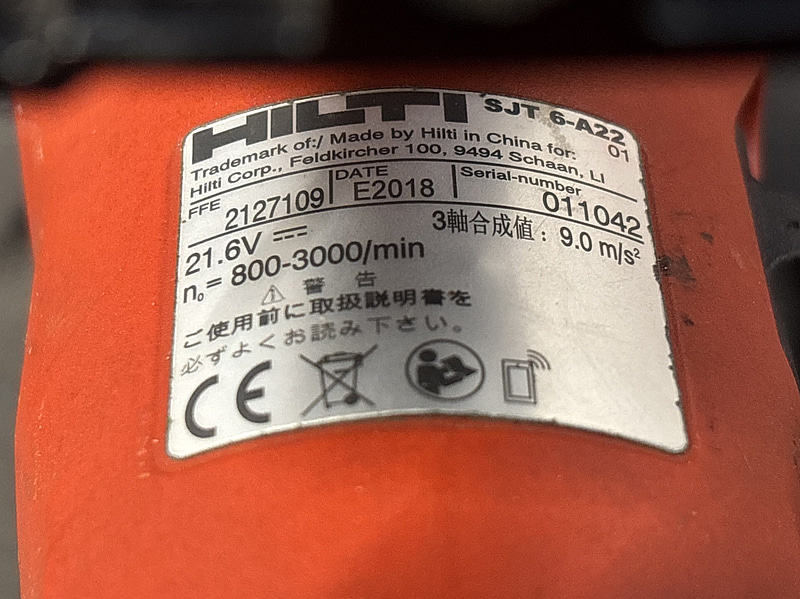 HILTI SJT 6-A22
01
Trademark of:/ Made by Hilti in China for:
Hilti Corp., Feldkircher 100, 9494 Schaan, LI
FFE 2127109 DATE E2018 Serial-number 011042
21.6V ⎓ 3軸合成値：9.0 m/s²
n₀= 800-3000/min
⚠ 警告
ご使用前に取扱説明書を
必ずよくお読み下さい。
CE